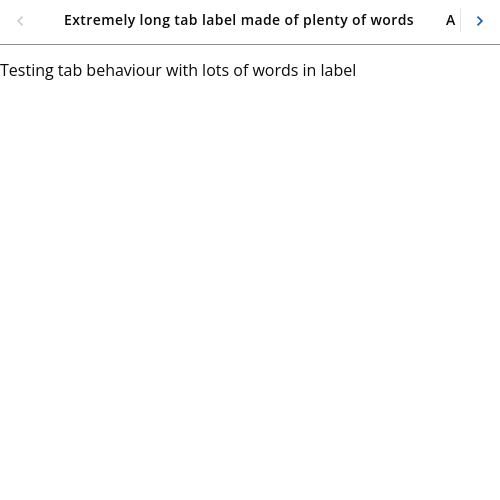 Extremely long tab label made of plenty of words A
Testing tab behaviour with lots of words in label